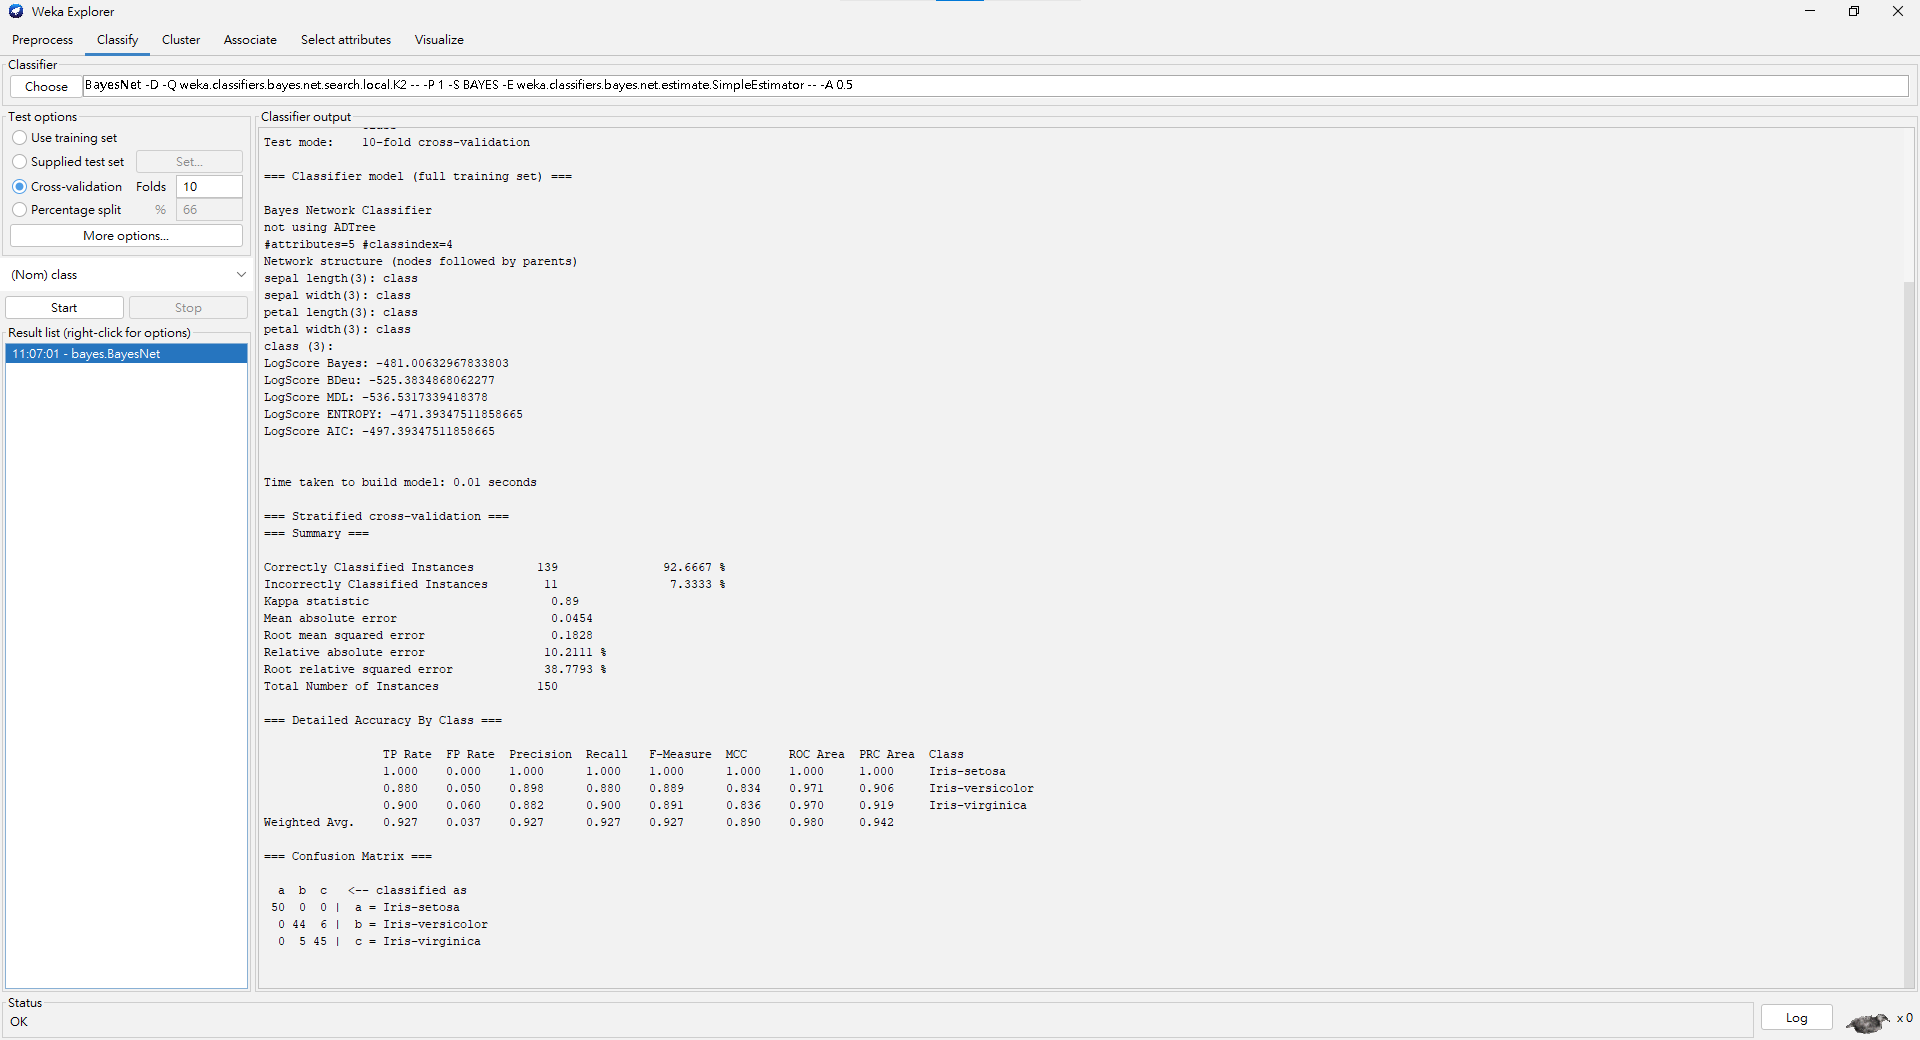 Weka Explorer
Preprocess Classify Cluster Associate Select attributes Visualize
Classifier
Choose BayesNet -D -Q weka.classifiers.bayes.net.search.local.K2 -- -P 1 -S BAYES -E weka.classifiers.bayes.net.estimate.SimpleEstimator -- -A 0.5
Test options
Use training set
Supplied test set Set...
Cross-validation Folds 10
Percentage split % 66
More options...
(Nom) class
Start Stop
Result list (right-click for options)
11:07:01 - bayes.BayesNet
Classifier output
Test mode:    10-fold cross-validation
=== Classifier model (full training set) ===
Bayes Network Classifier
not using ADTree
#attributes=5 #classindex=4
Network structure (nodes followed by parents)
sepal length(3): class
sepal width(3): class
petal length(3): class
petal width(3): class
class (3):
LogScore Bayes: -481.00632967833803
LogScore BDeu: -525.3834868062277
LogScore MDL: -536.5317339418378
LogScore ENTROPY: -471.39347511858665
LogScore AIC: -497.39347511858665
Time taken to build model: 0.01 seconds
=== Stratified cross-validation ===
=== Summary ===
Correctly Classified Instances         139               92.6667 %
Incorrectly Classified Instances        11                7.3333 %
Kappa statistic                          0.89
Mean absolute error                      0.0454
Root mean squared error                  0.1828
Relative absolute error                 10.2111 %
Root relative squared error             38.7793 %
Total Number of Instances              150
=== Detailed Accuracy By Class ===
TP Rate  FP Rate  Precision  Recall   F-Measure  MCC      ROC Area  PRC Area  Class
1.000    0.000    1.000      1.000    1.000      1.000    1.000     1.000     Iris-setosa
0.880    0.050    0.898      0.880    0.889      0.834    0.971     0.906     Iris-versicolor
0.900    0.060    0.882      0.900    0.891      0.836    0.970     0.919     Iris-virginica
Weighted Avg.    0.927    0.037    0.927      0.927    0.927      0.890    0.980     0.942
=== Confusion Matrix ===
a  b  c   <-- classified as
50  0  0 |  a = Iris-setosa
0 44  6 |  b = Iris-versicolor
0  5 45 |  c = Iris-virginica
Status
OK
Log x 0